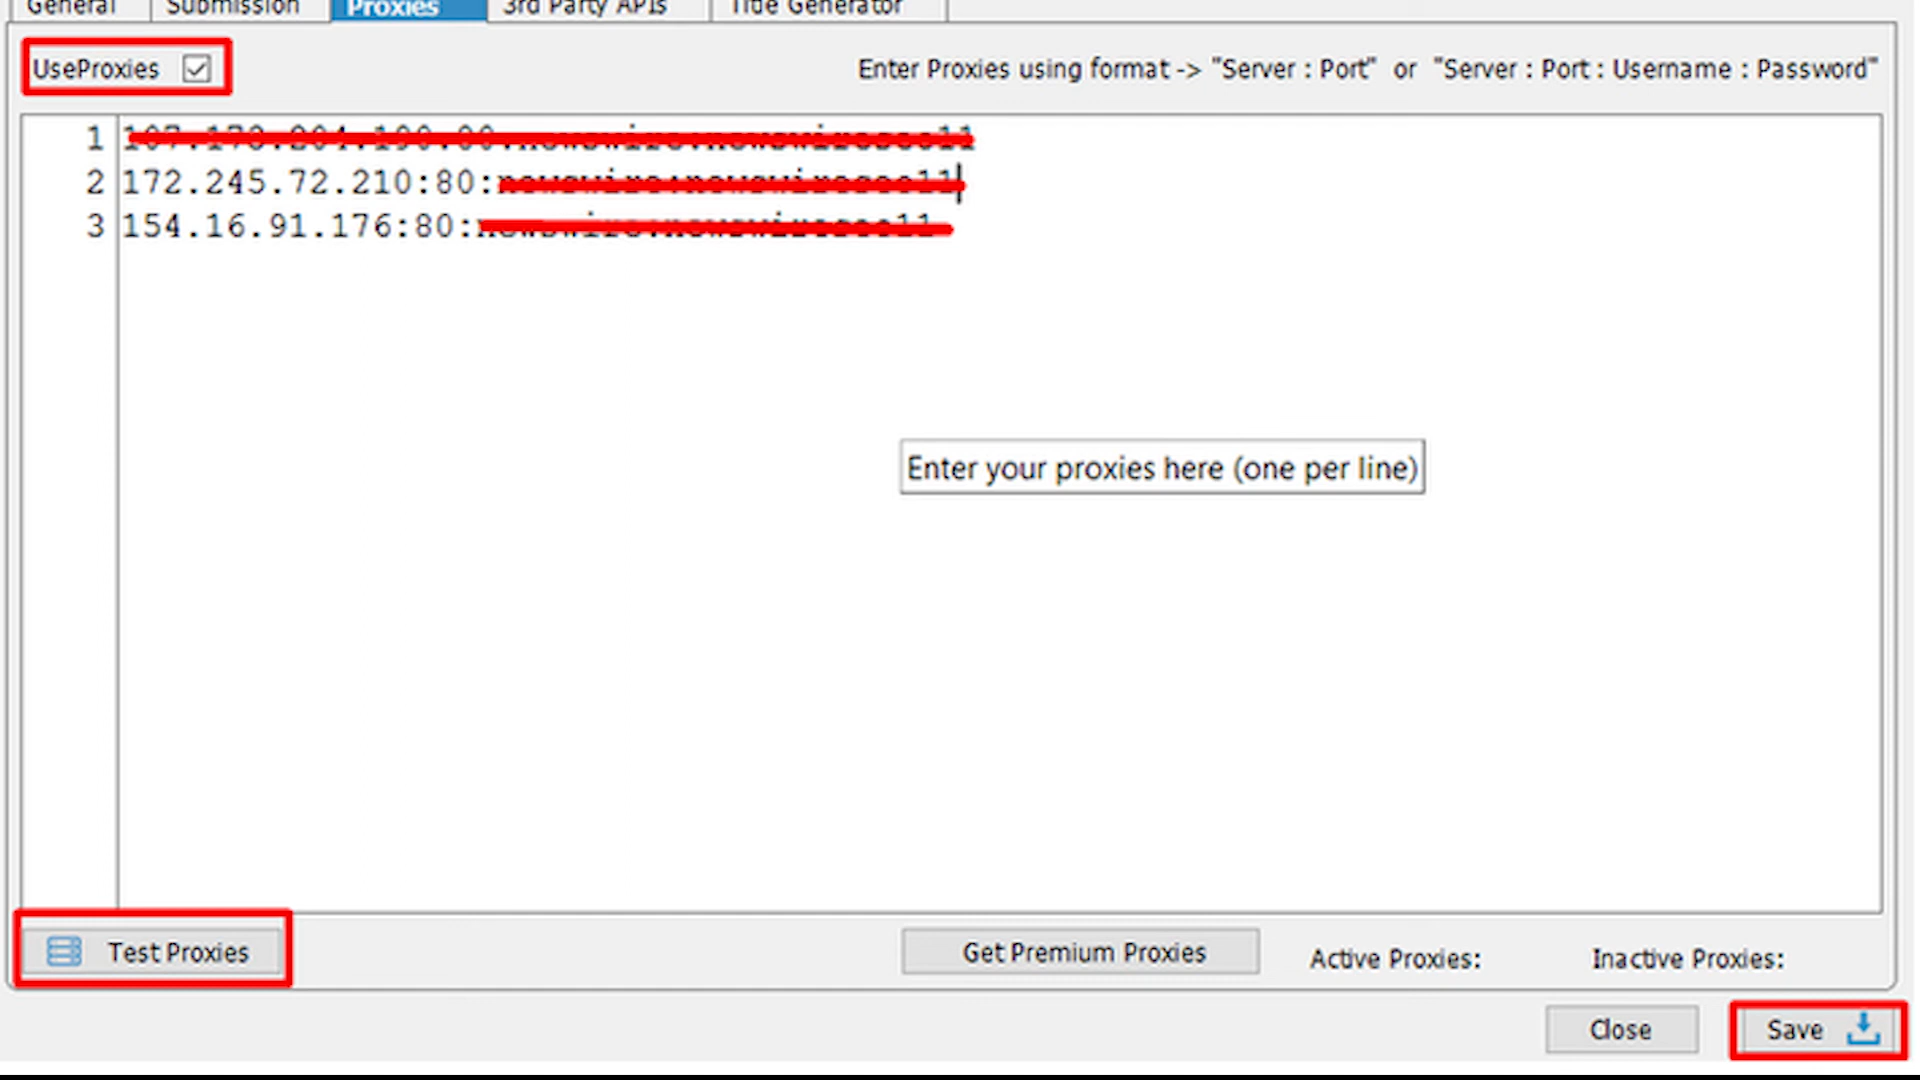 General Submission Proxies 3rd Party APIs Title Generator
UseProxies
Enter Proxies using format -> "Server : Port" or "Server : Port : Username : Password"
1
2 172.245.72.210:80:
3 154.16.91.176:80:
Enter your proxies here (one per line)
Test Proxies
Get Premium Proxies
Active Proxies:
Inactive Proxies:
Close
Save